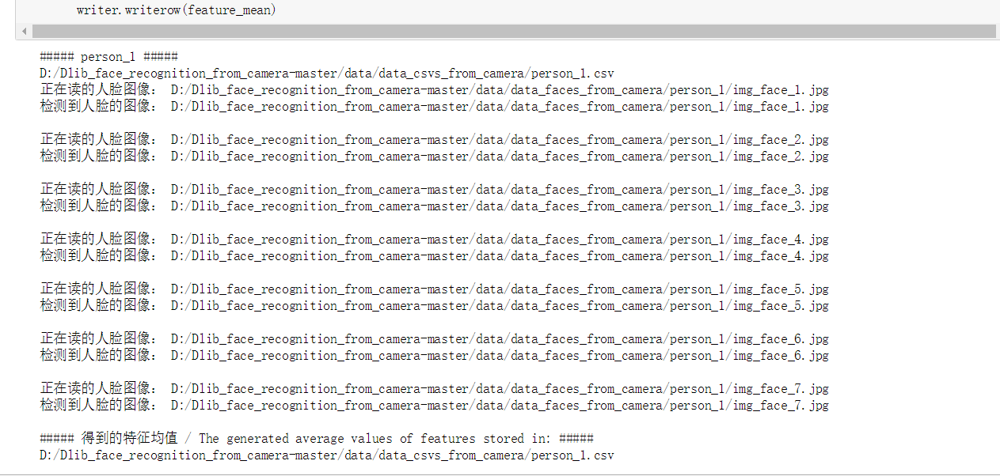 writer.writerow(feature_mean)
##### person_1 #####
D:/Dlib_face_recognition_from_camera-master/data/data_csvs_from_camera/person_1.csv
正在读的人脸图像： D:/Dlib_face_recognition_from_camera-master/data/data_faces_from_camera/person_1/img_face_1.jpg
检测到人脸的图像： D:/Dlib_face_recognition_from_camera-master/data/data_faces_from_camera/person_1/img_face_1.jpg
正在读的人脸图像： D:/Dlib_face_recognition_from_camera-master/data/data_faces_from_camera/person_1/img_face_2.jpg
检测到人脸的图像： D:/Dlib_face_recognition_from_camera-master/data/data_faces_from_camera/person_1/img_face_2.jpg
正在读的人脸图像： D:/Dlib_face_recognition_from_camera-master/data/data_faces_from_camera/person_1/img_face_3.jpg
检测到人脸的图像： D:/Dlib_face_recognition_from_camera-master/data/data_faces_from_camera/person_1/img_face_3.jpg
正在读的人脸图像： D:/Dlib_face_recognition_from_camera-master/data/data_faces_from_camera/person_1/img_face_4.jpg
检测到人脸的图像： D:/Dlib_face_recognition_from_camera-master/data/data_faces_from_camera/person_1/img_face_4.jpg
正在读的人脸图像： D:/Dlib_face_recognition_from_camera-master/data/data_faces_from_camera/person_1/img_face_5.jpg
检测到人脸的图像： D:/Dlib_face_recognition_from_camera-master/data/data_faces_from_camera/person_1/img_face_5.jpg
正在读的人脸图像： D:/Dlib_face_recognition_from_camera-master/data/data_faces_from_camera/person_1/img_face_6.jpg
检测到人脸的图像： D:/Dlib_face_recognition_from_camera-master/data/data_faces_from_camera/person_1/img_face_6.jpg
正在读的人脸图像： D:/Dlib_face_recognition_from_camera-master/data/data_faces_from_camera/person_1/img_face_7.jpg
检测到人脸的图像： D:/Dlib_face_recognition_from_camera-master/data/data_faces_from_camera/person_1/img_face_7.jpg
##### 得到的特征均值 / The generated average values of features stored in: #####
D:/Dlib_face_recognition_from_camera-master/data/data_csvs_from_camera/person_1.csv